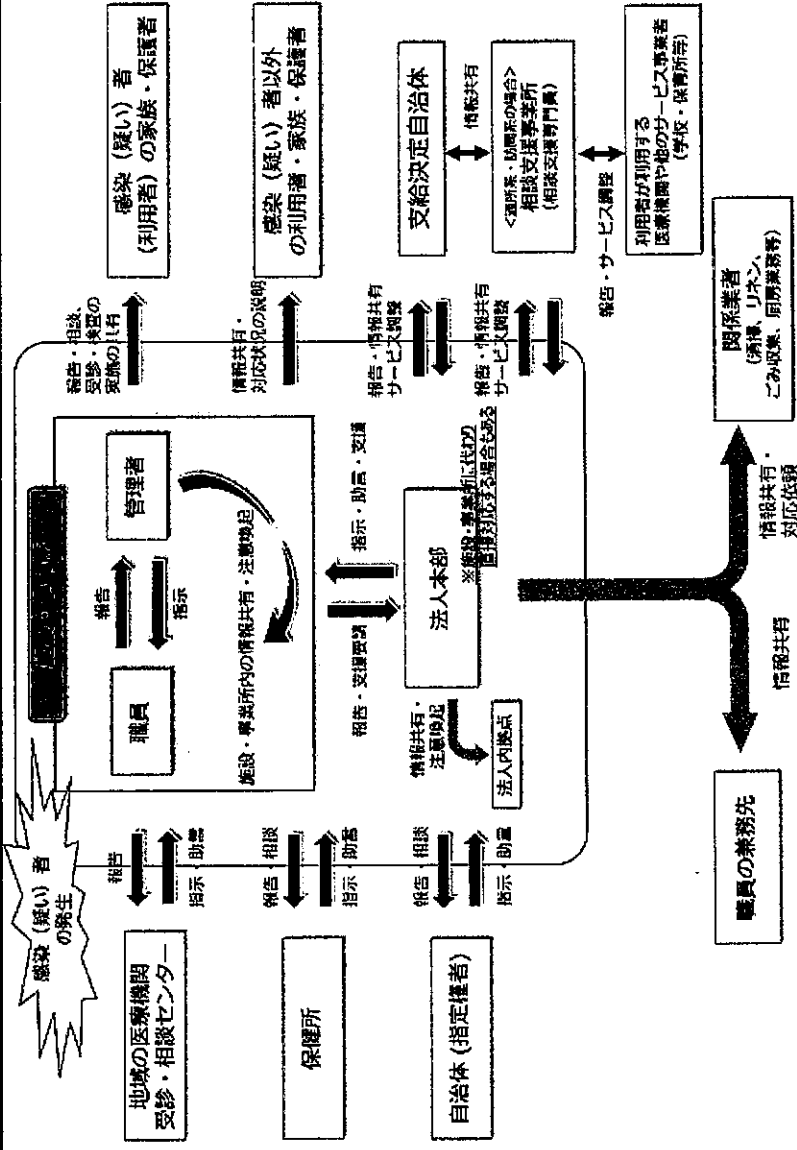 感染（疑い）者
の発生
地域の医療機関
受診・相談センター
報告
指示・助言
保健所
報告・相談
指示・助言
自治体（指定権者）
報告・相談
指示・助言
職員
報告
指示
管理者
施設・事業所内の情報共有・注意喚起
報告・支援要請
指示・助言・支援
法人本部
※施設・事業所に代わり
直接対応する場合もある
情報共有・
注意喚起
法人内拠点
報告・相談、
受診・検査の
実施の共有
感染（疑い）者
（利用者）の家族・保護者
情報共有・
対応状況の説明
感染（疑い）者以外
の利用者・家族・保護者
報告・情報共有
サービス調整
支給決定自治体
情報共有
報告・情報共有
サービス調整
<通所系・訪問系の場合>
相談支援事業所
（相談支援専門員）
報告・サービス調整
利用者が利用する
医療機関や他のサービス事業者
（学校・保育所等）
職員の兼務先
情報共有
情報共有・
対応依頼
関係業者
（清掃、リネン、
ごみ収集、厨房業務等）